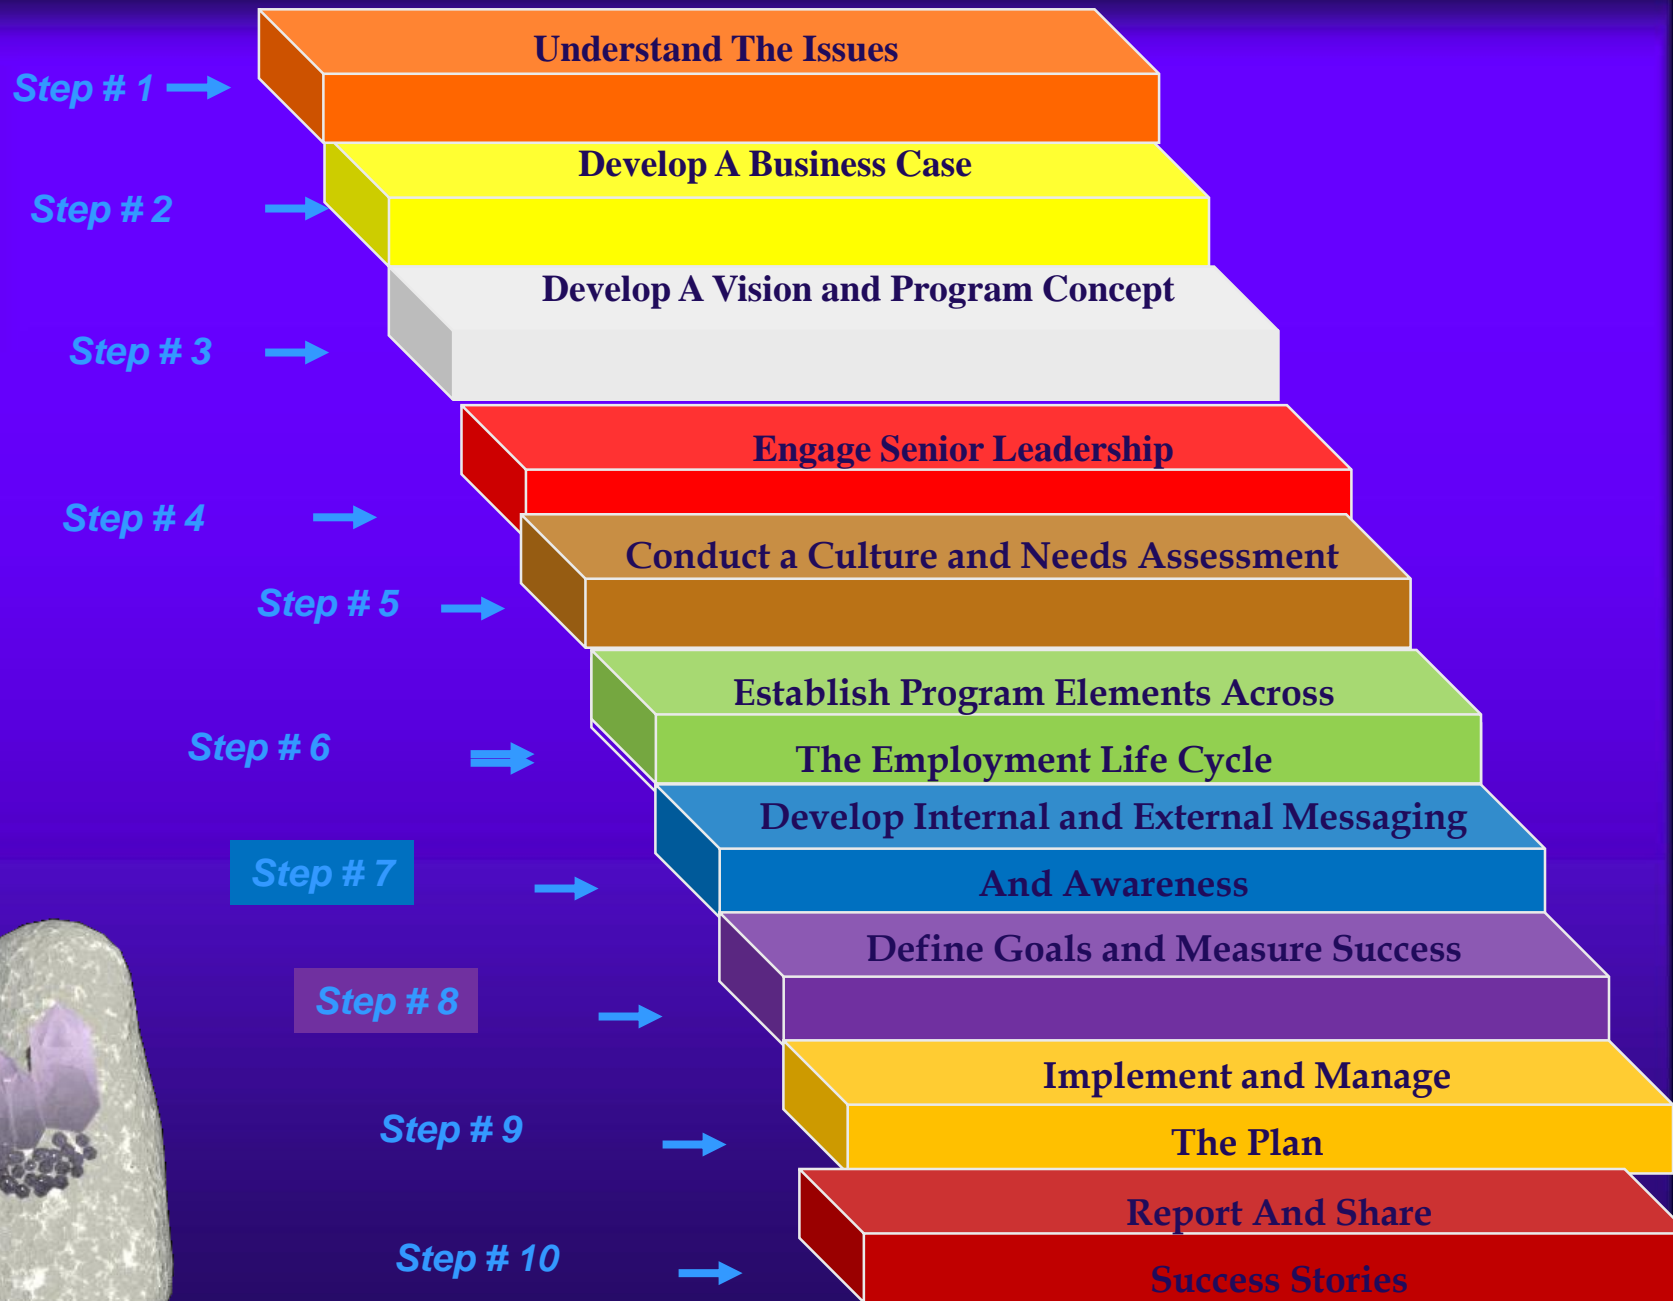 Understand The Issues
Step # 1
Develop A Business Case
Step # 2
Develop A Vision and Program Concept
Step # 3
Engage Senior Leadership
Step # 4
Conduct a Culture and Needs Assessment
Step # 5
Establish Program Elements Across
The Employment Life Cycle
Step # 6
Develop Internal and External Messaging
And Awareness
Step # 7
Define Goals and Measure Success
Step # 8
Implement and Manage
The Plan
Step # 9
Report And Share
Success Stories
Step # 10